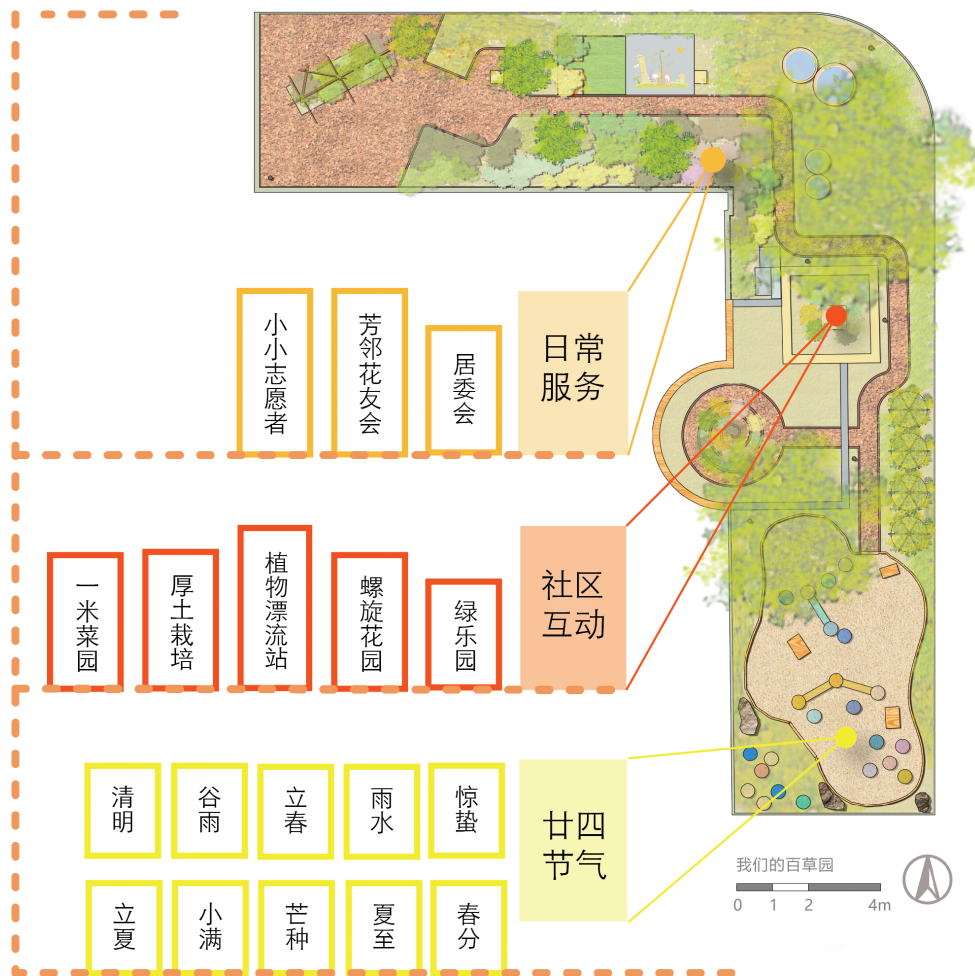 小小志愿者
芳邻花友会
居委会
日常
服务
一米菜园
厚土栽培
植物漂流站
螺旋花园
绿乐园
社区
互动
清明
谷雨
立春
雨水
惊蛰
廿四
节气
立夏
小满
芒种
夏至
春分
我们的百草园
0 1 2 4m